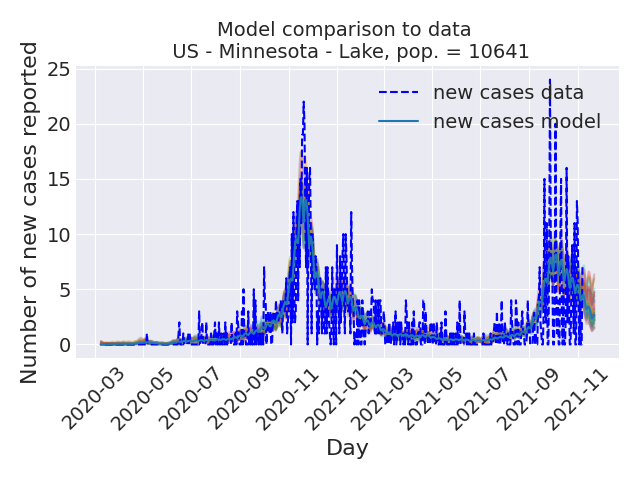 Model comparison to data
US - Minnesota - Lake, pop. = 10641
Number of new cases reported
25
20
15
10
5
0
new cases data
new cases model
2020-03
2020-05
2020-07
2020-09
2020-11
2021-01
2021-03
2021-05
2021-07
2021-09
2021-11
Day